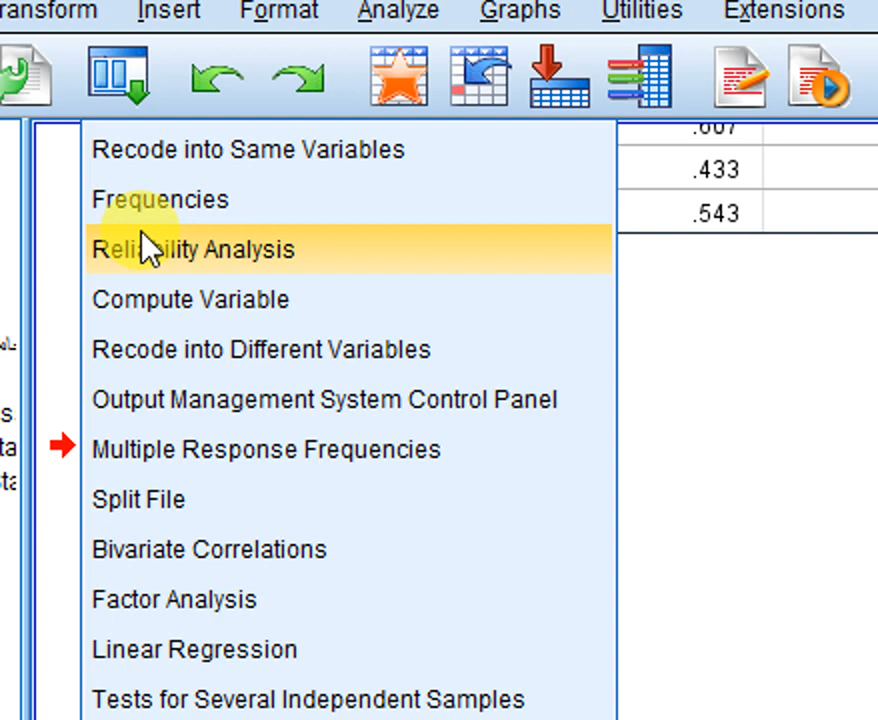 ransform Insert Format Analyze Graphs Utilities Extensions
Recode into Same Variables
.607
Frequencies
.433
Reliability Analysis
.543
Compute Variable
Recode into Different Variables
Output Management System Control Panel
s
ta
Multiple Response Frequencies
sta
Split File
Bivariate Correlations
Factor Analysis
Linear Regression
Tests for Several Independent Samples